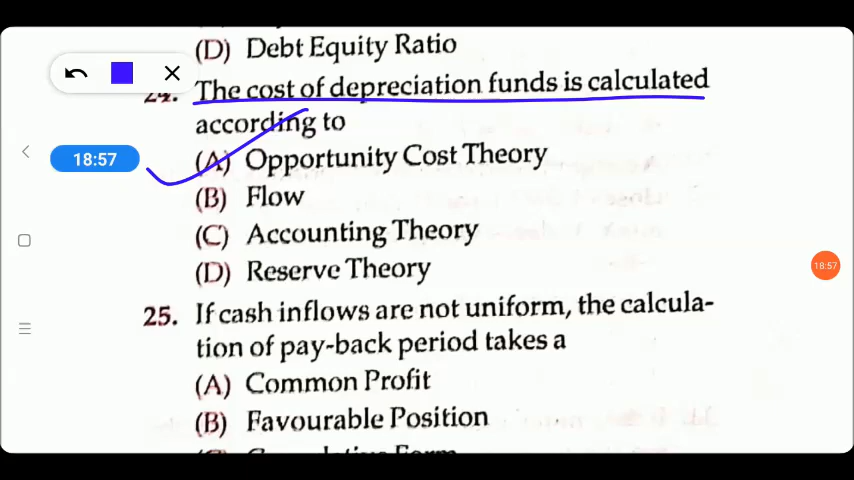 (D) Debt Equity Ratio
24. The cost of depreciation funds is calculated
according to
(A) Opportunity Cost Theory
18:57
(B) Flow
(C) Accounting Theory
(D) Reserve Theory
18:57
25. If cash inflows are not uniform, the calcula-
tion of pay-back period takes a
(A) Common Profit
(B) Favourable Position